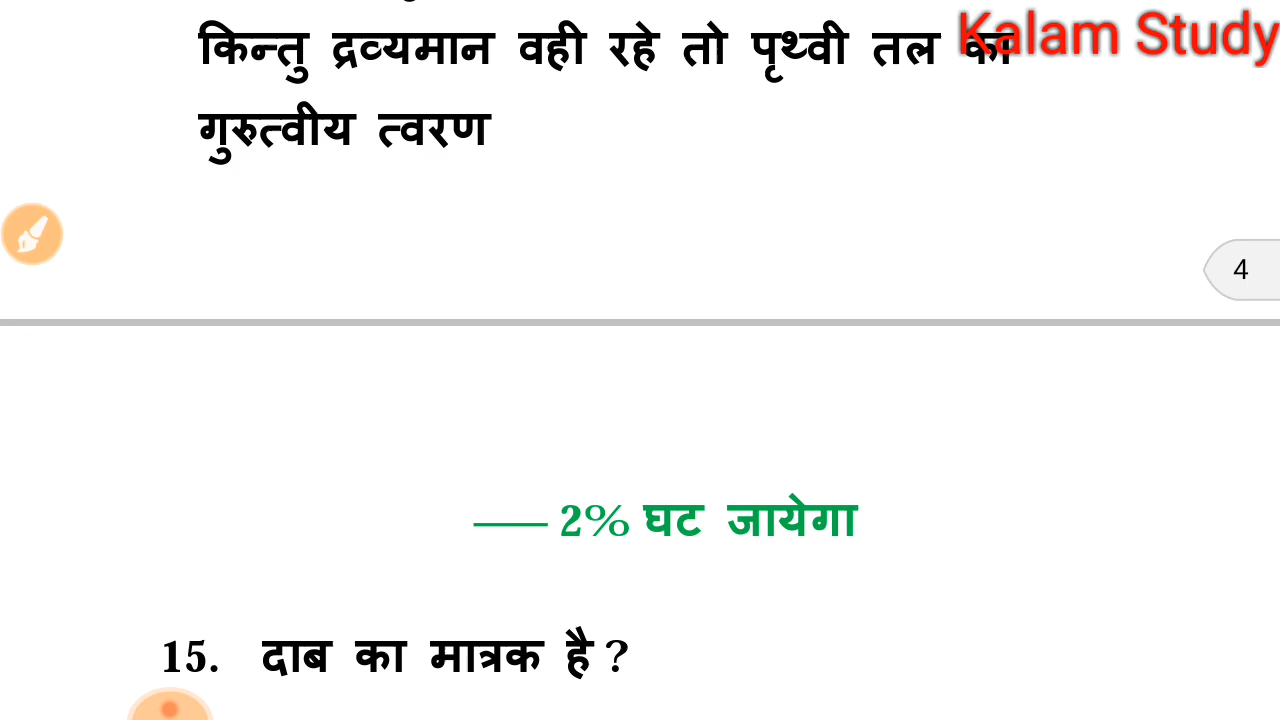 किन्तु द्रव्यमान वही रहे तो पृथ्वी तल का
Kalam Study
गुरुत्वीय त्वरण
4
—— 2% घट जायेगा
15. दाब का मात्रक है ?